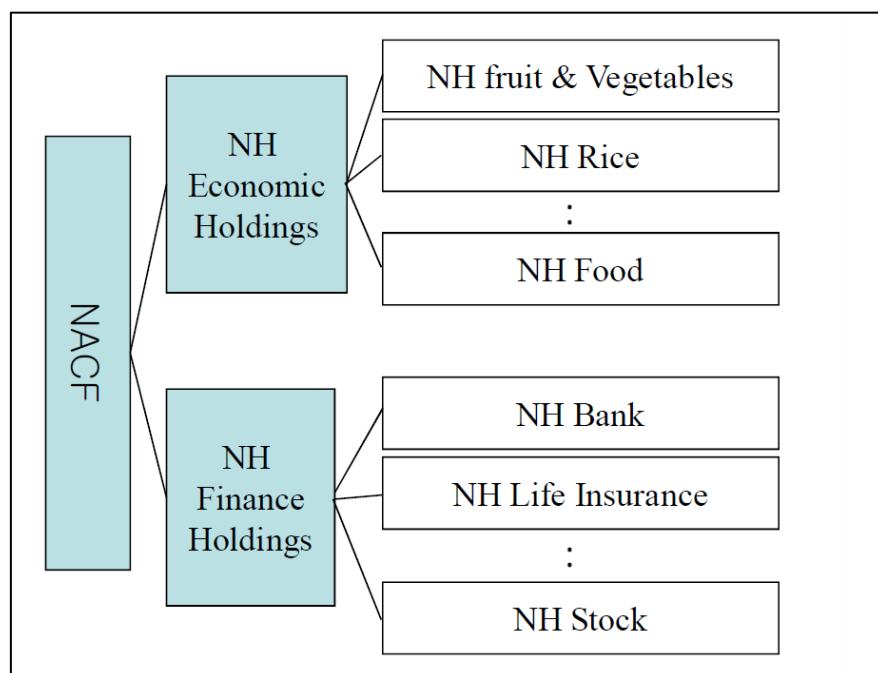 NACF
NH
Economic
Holdings
NH fruit & Vegetables
NH Rice
:
NH Food
NH
Finance
Holdings
NH Bank
NH Life Insurance
:
NH Stock